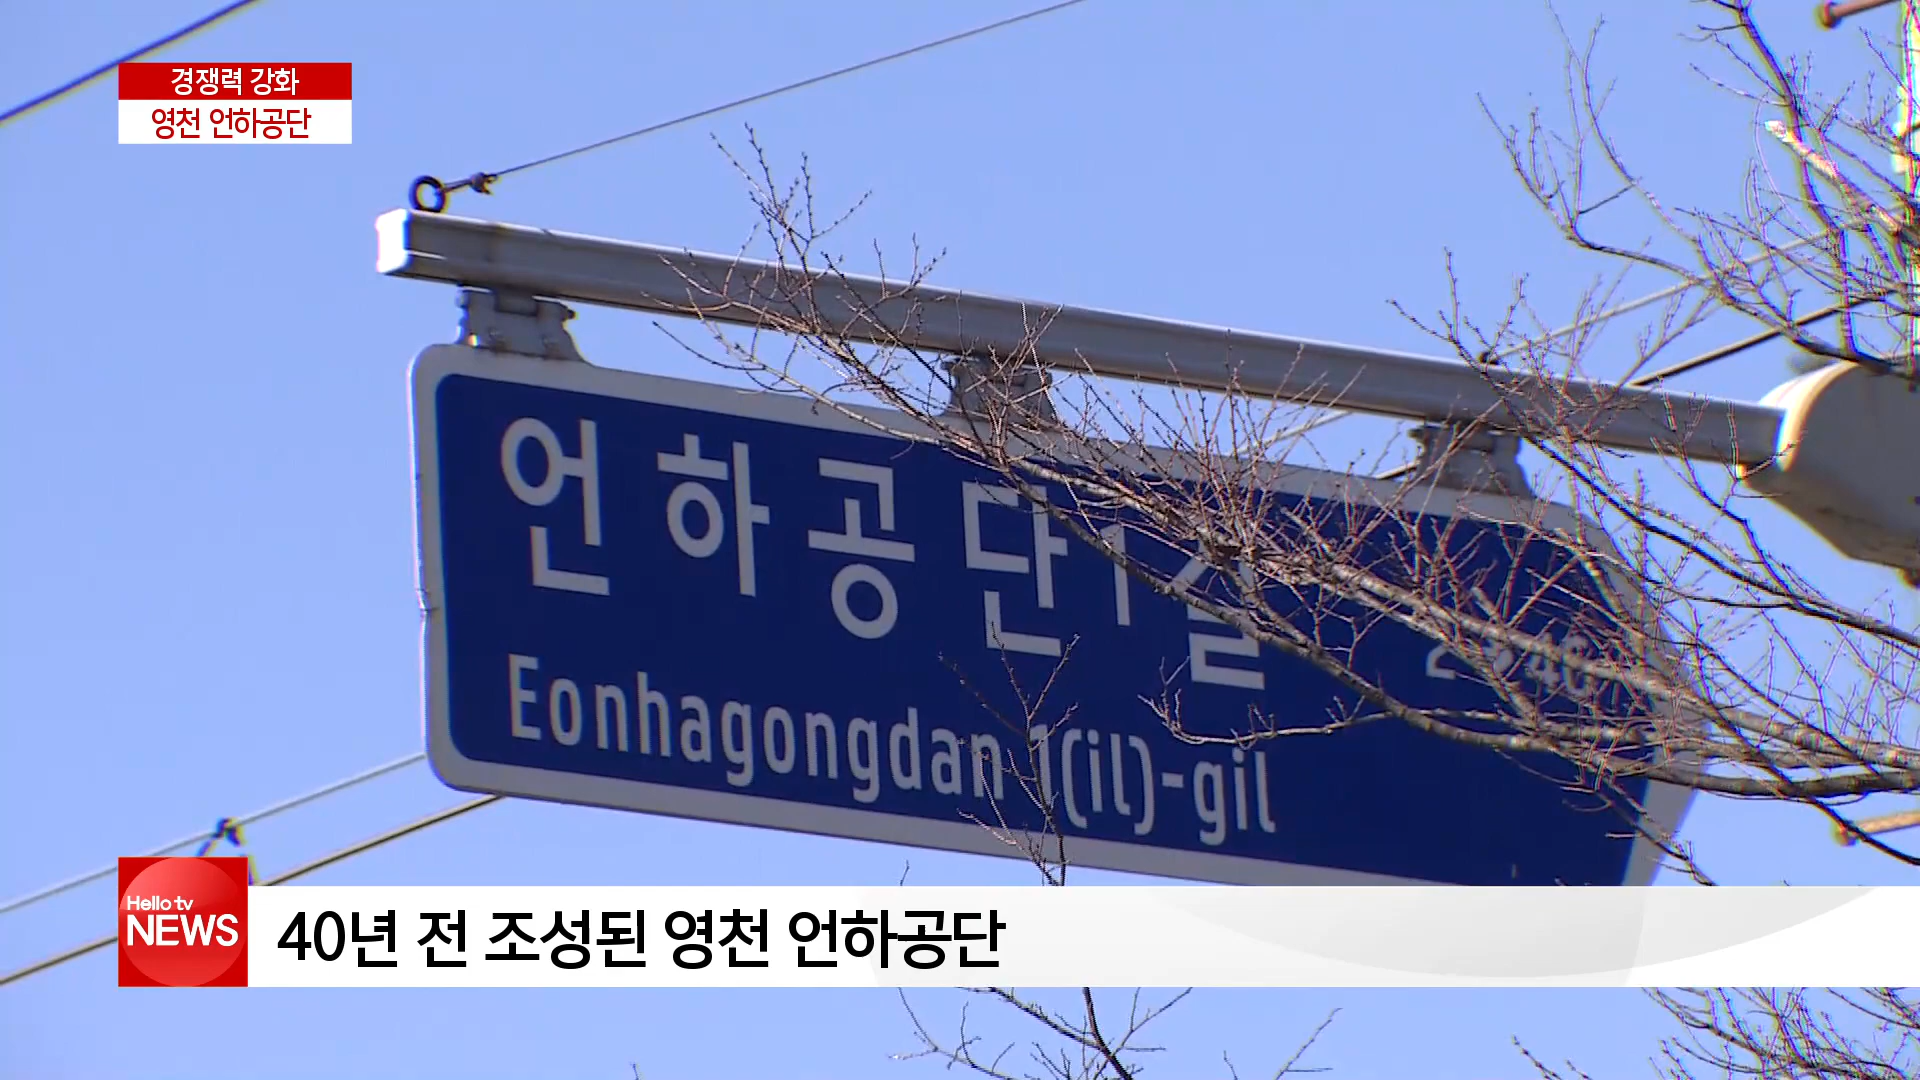 경쟁력 강화
영천 언하공단
언하공단1길
Eonhagongdan 1(il)-gil
Hello tv
NEWS
40년 전 조성된 영천 언하공단